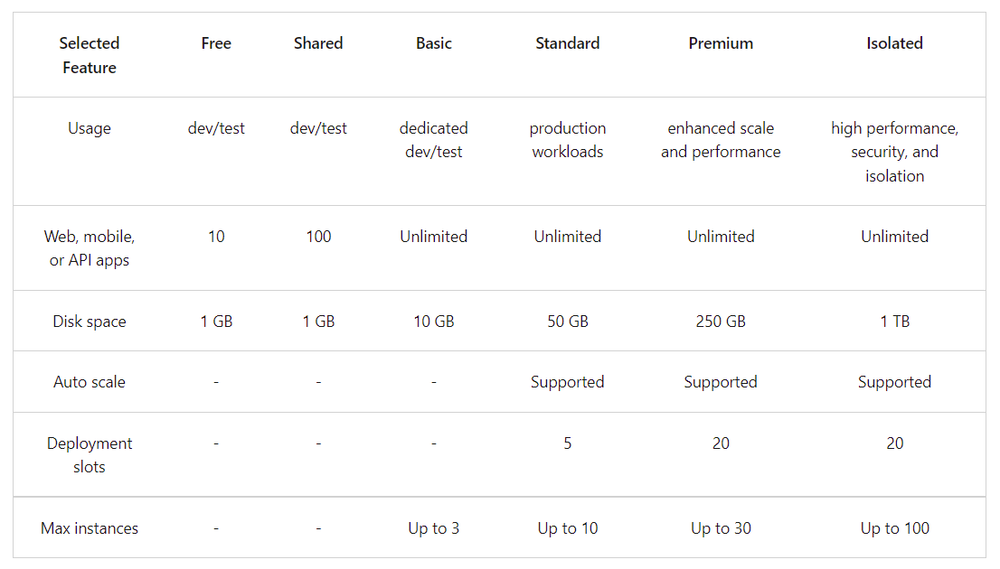 Selected Feature Free Shared Basic Standard Premium Isolated
Usage dev/test dev/test dedicated dev/test production workloads enhanced scale and performance high performance, security, and isolation
Web, mobile, or API apps 10 100 Unlimited Unlimited Unlimited Unlimited
Disk space 1 GB 1 GB 10 GB 50 GB 250 GB 1 TB
Auto scale - - - Supported Supported Supported
Deployment slots - - - 5 20 20
Max instances - - Up to 3 Up to 10 Up to 30 Up to 100